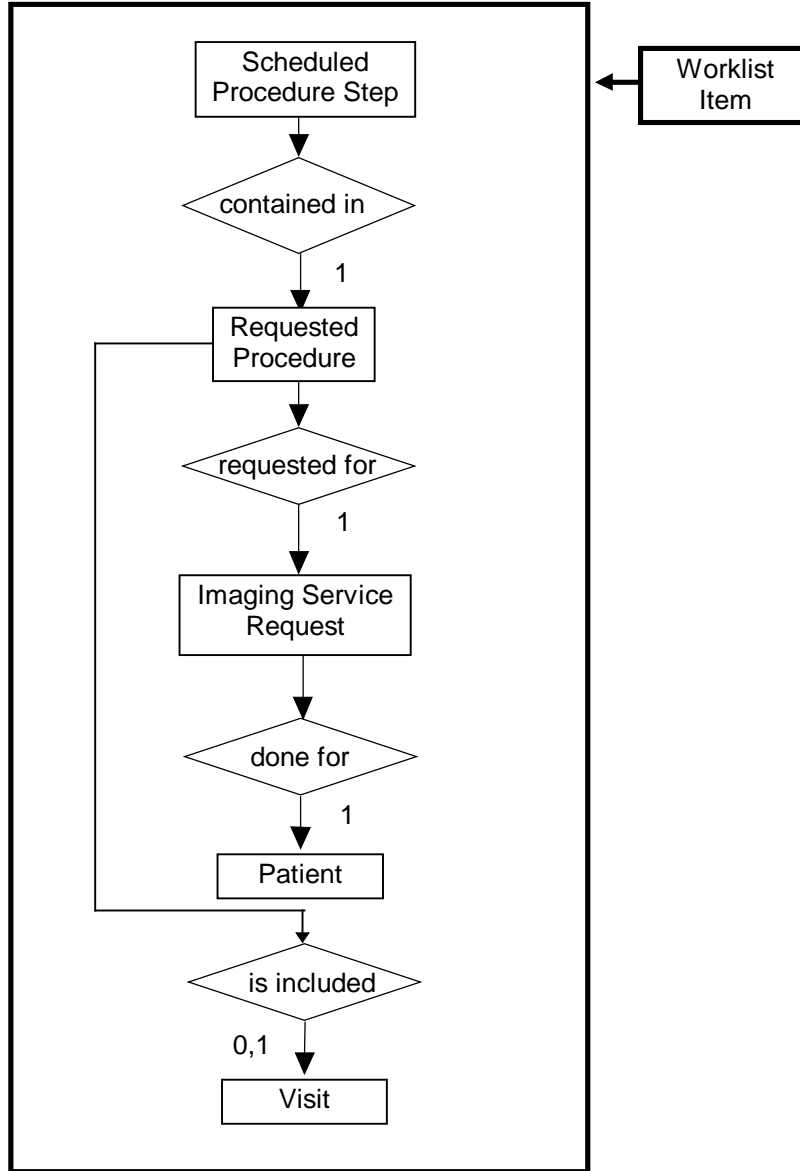 Scheduled
Procedure Step
Worklist
Item
contained in
1
Requested
Procedure
requested for
1
Imaging Service
Request
done for
1
Patient
is included
0,1
Visit